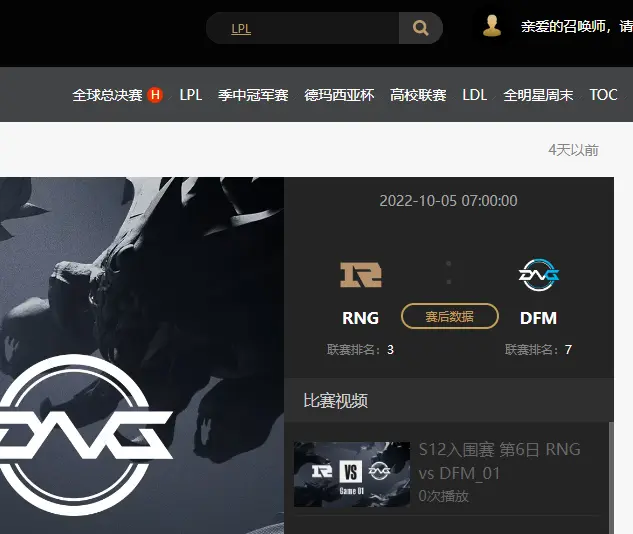 LPL
亲爱的召唤师，请
全球总决赛 H LPL 季中冠军赛 德玛西亚杯 高校联赛 LDL 全明星周末 TOC
4天以前
2022-10-05 07:00:00
:
RNG 赛后数据 DFM
联赛排名：3 联赛排名：7
比赛视频
S12入围赛 第6日 RNG
vs DFM_01
0次播放
VS
Game 01